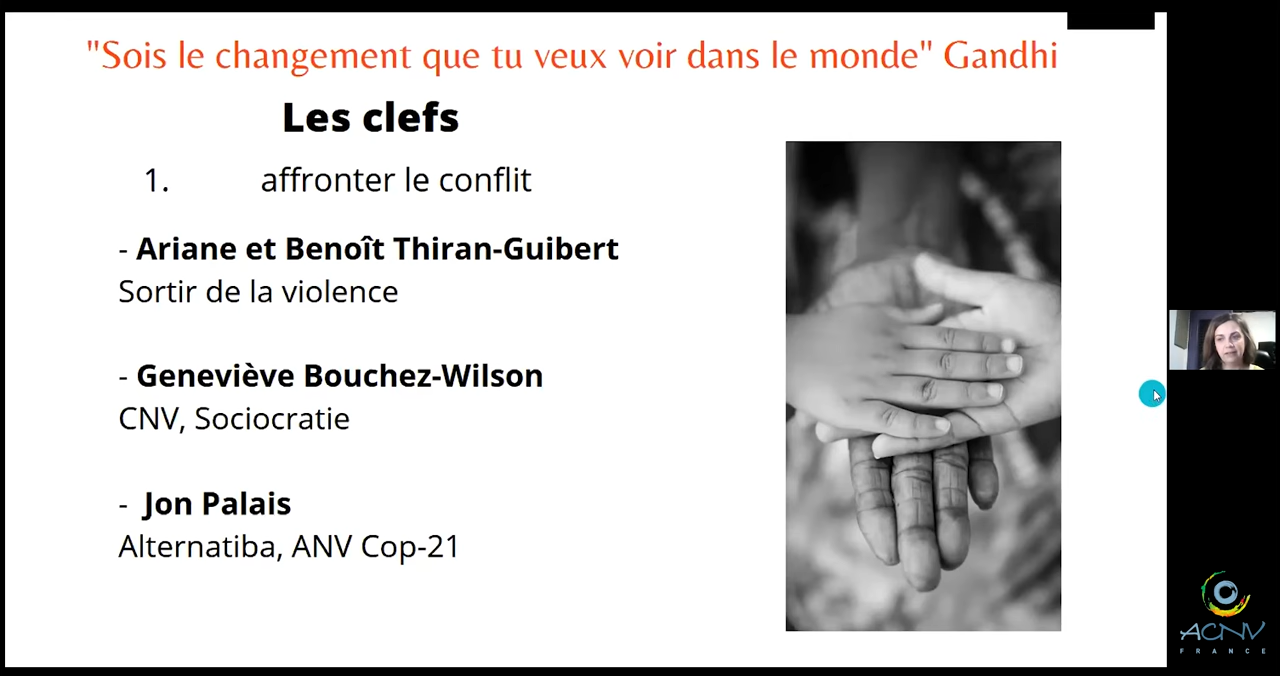 "Sois le changement que tu veux voir dans le monde" Gandhi
Les clefs
1. affronter le conflit
- Ariane et Benoît Thiran-Guibert
Sortir de la violence
- Geneviève Bouchez-Wilson
CNV, Sociocratie
- Jon Palais
Alternatiba, ANV Cop-21
ACNV
FRANCE